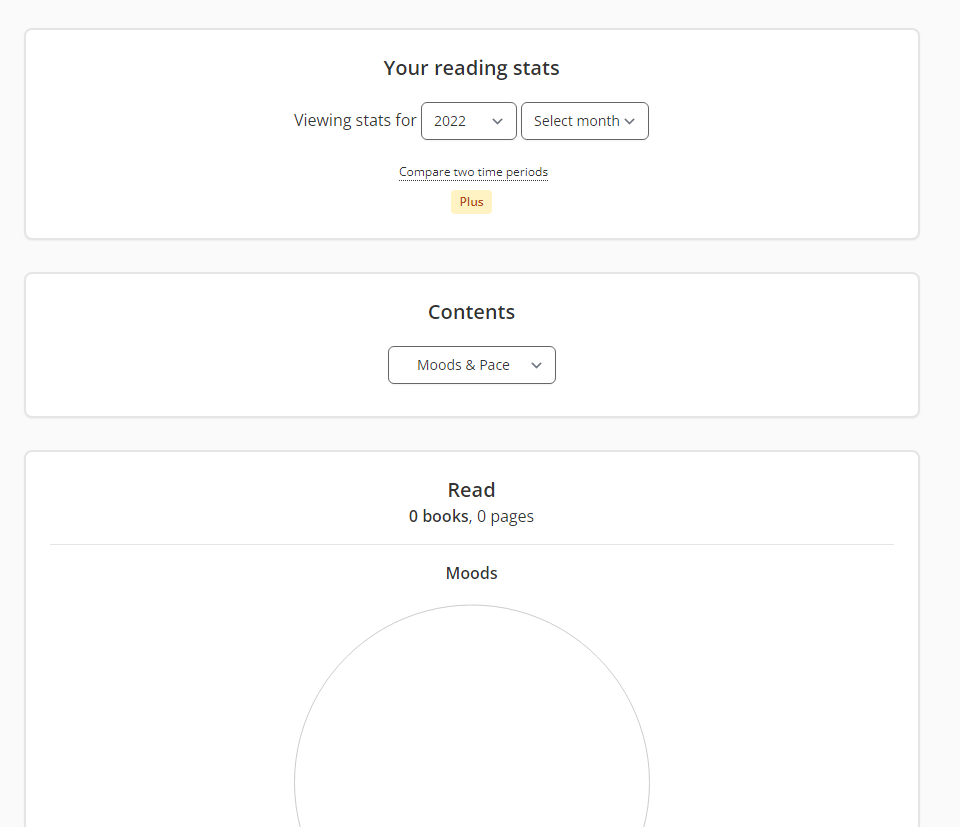 Your reading stats
Viewing stats for 2022 Select month
Compare two time periods
Plus
Contents
Moods & Pace
Read
0 books, 0 pages
Moods